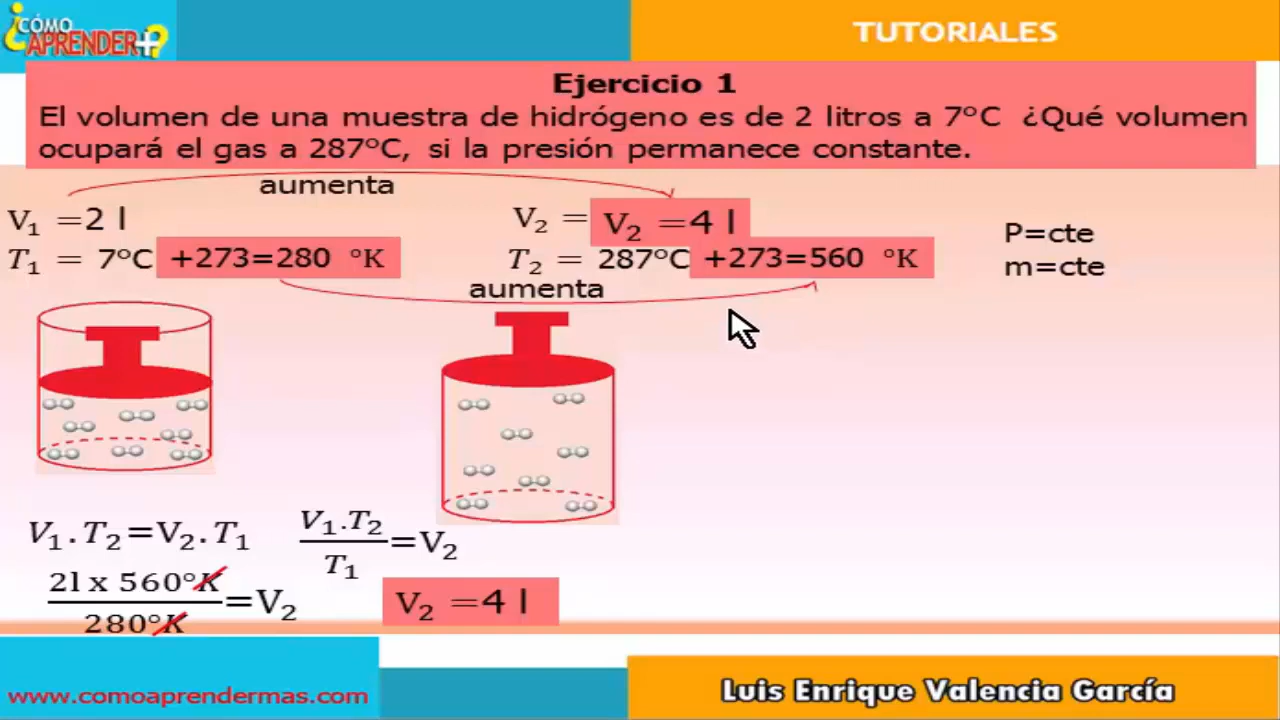 ¿CÓMO
APRENDER+?
TUTORIALES
Ejercicio 1
El volumen de una muestra de hidrógeno es de 2 litros a 7°C ¿Qué volumen
ocupará el gas a 287°C, si la presión permanece constante.
aumenta
V₁ =2 l
V₂ = V₂ =4 l
P=cte
T₁ = 7°C +273=280 °K
T₂ = 287°C +273=560 °K
m=cte
aumenta
V₁.T₂=V₂.T₁
V₁.T₂/T₁=V₂
2l x 560°K/280°K=V₂
V₂ =4 l
www.comoaprendermas.com
Luis Enrique Valencia García